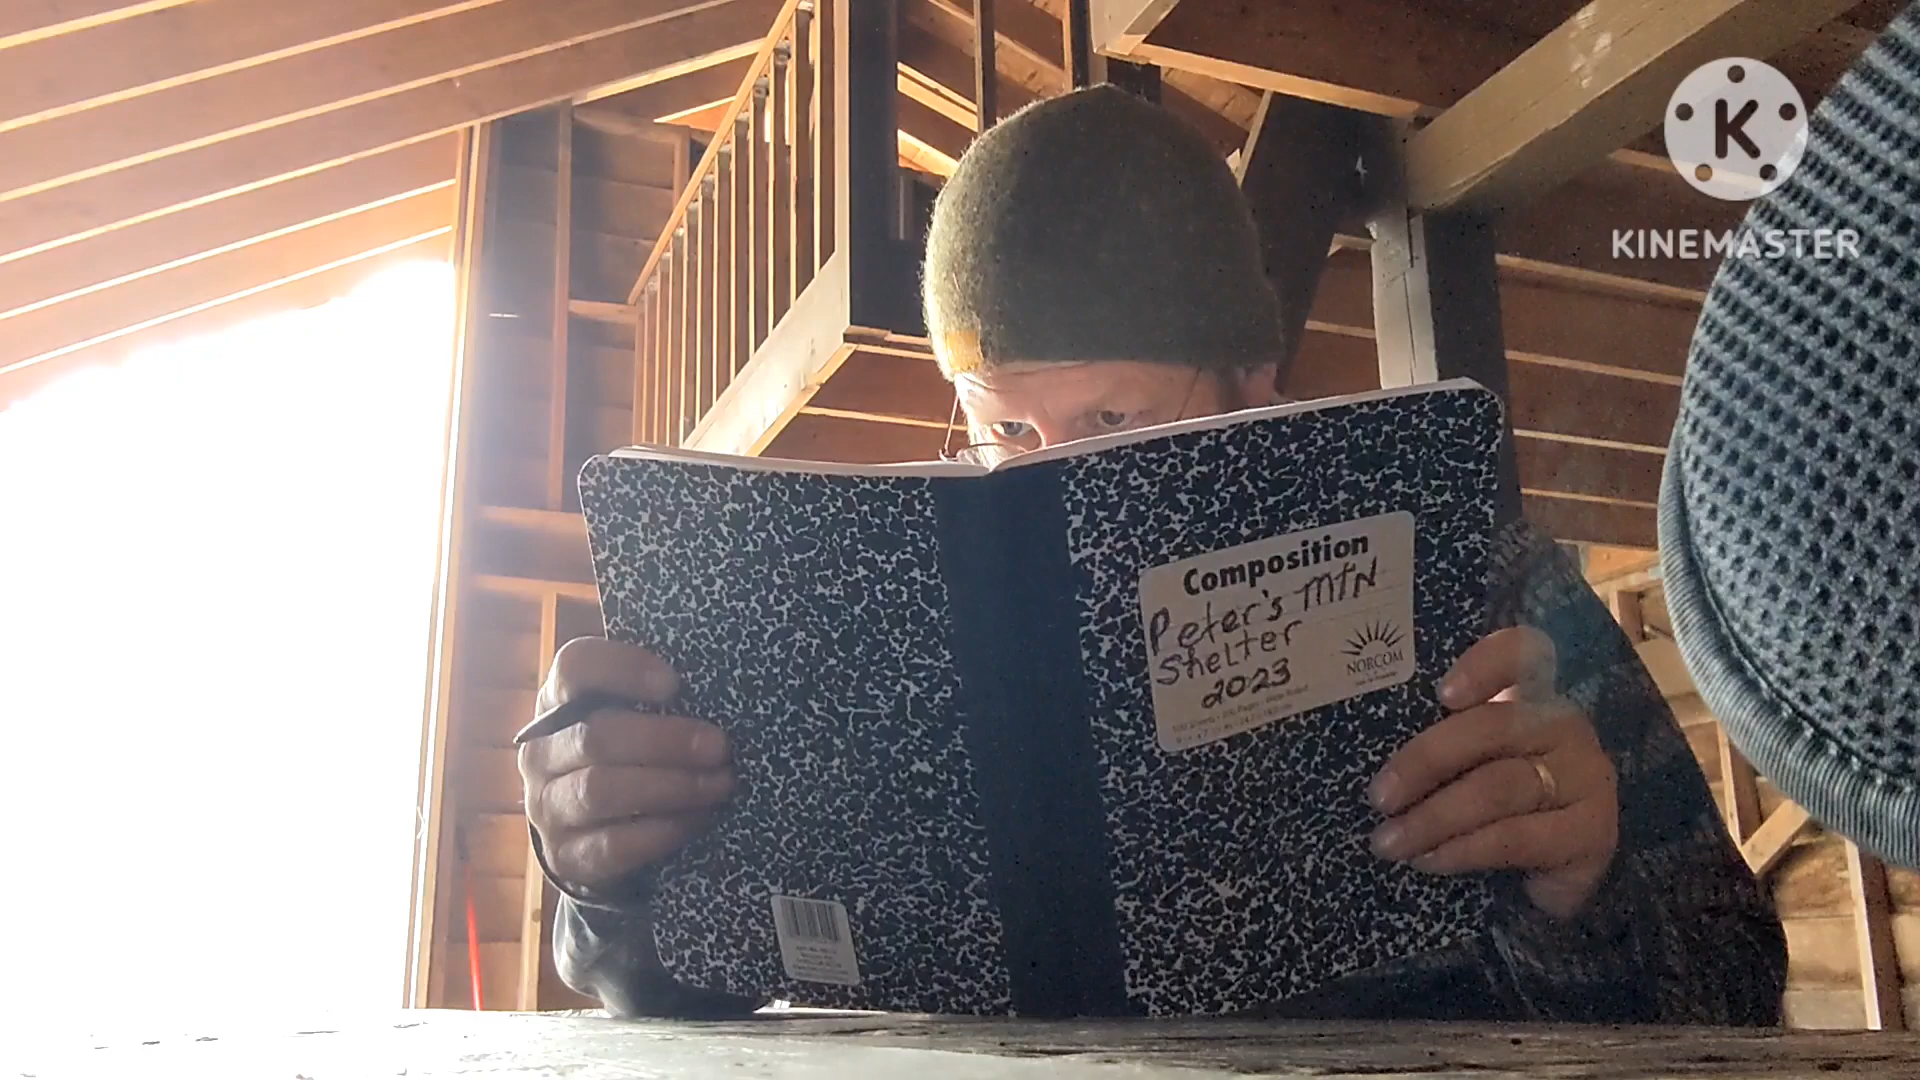 K
KINEMASTER
Composition
Peter's MTN
Shelter
2023
NORCOM